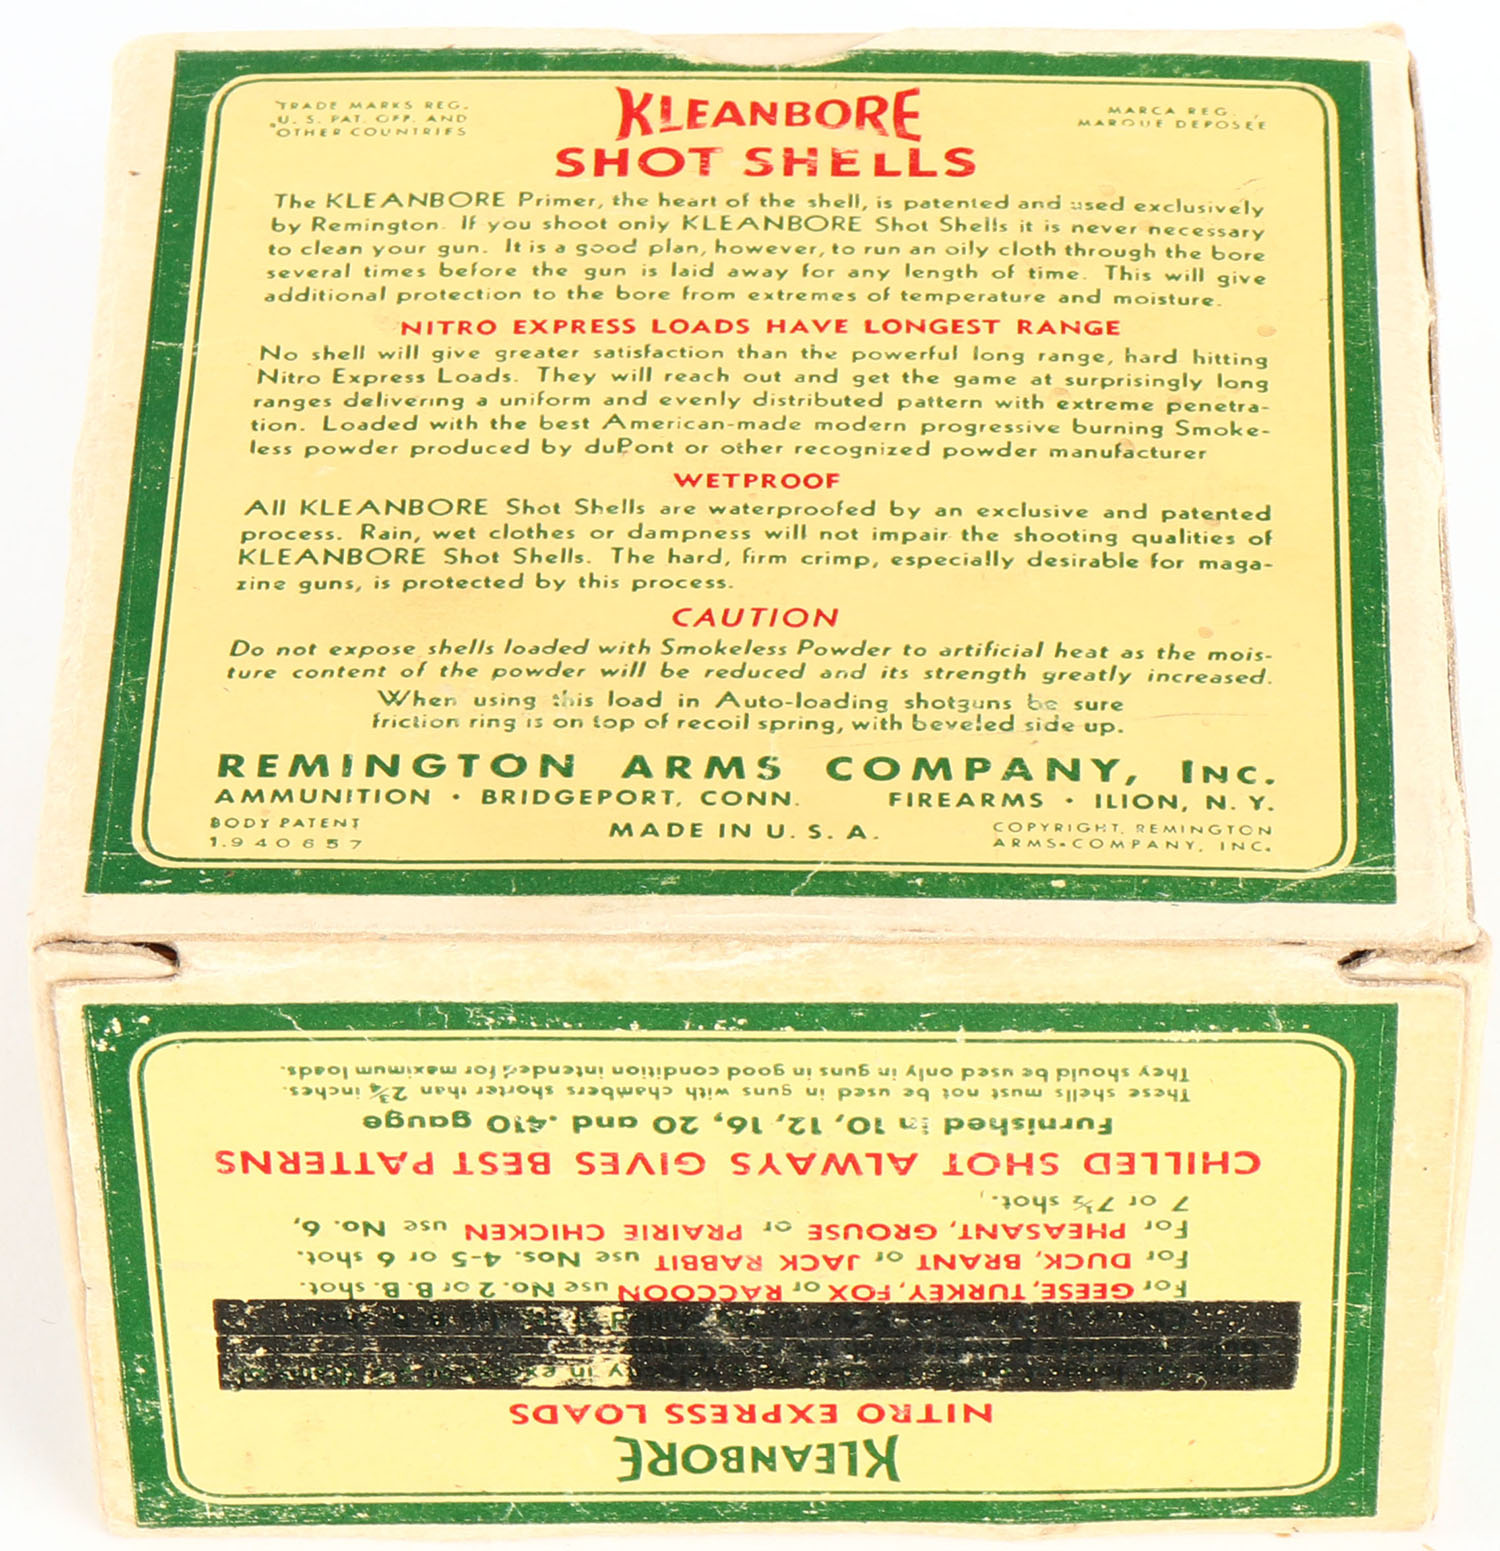 TRADE MARKS REG.
U. S. PAT. OFF. AND
OTHER COUNTRIES
MARCA REG.
MARQUE DEPOSÉE
KLEANBORE
SHOT SHELLS
The KLEANBORE Primer, the heart of the shell, is patented and used exclusively
by Remington. If you shoot only KLEANBORE Shot Shells it is never necessary
to clean your gun. It is a good plan, however, to run an oily cloth through the bore
several times before the gun is laid away for any length of time. This will give
additional protection to the bore from extremes of temperature and moisture.
NITRO EXPRESS LOADS HAVE LONGEST RANGE
No shell will give greater satisfaction than the powerful long range, hard hitting
Nitro Express Loads. They will reach out and get the game at surprisingly long
ranges delivering a uniform and evenly distributed pattern with extreme penetra-
tion. Loaded with the best American-made modern progressive burning Smoke-
less powder produced by duPont or other recognized powder manufacturer
WETPROOF
All KLEANBORE Shot Shells are waterproofed by an exclusive and patented
process. Rain, wet clothes or dampness will not impair the shooting qualities of
KLEANBORE Shot Shells. The hard, firm crimp, especially desirable for maga-
zine guns, is protected by this process.
CAUTION
Do not expose shells loaded with Smokeless Powder to artificial heat as the mois-
ture content of the powder will be reduced and its strength greatly increased.
When using this load in Auto-loading shotguns be sure
friction ring is on top of recoil spring, with beveled side up.
REMINGTON ARMS COMPANY, INC.
AMMUNITION • BRIDGEPORT, CONN. FIREARMS • ILION, N. Y.
BODY PATENT
1,940,657
MADE IN U. S. A.
COPYRIGHT, REMINGTON
ARMS COMPANY, INC.
KLEANBORE
NITRO EXPRESS LOADS
For GEESE, TURKEY, FOX, or RACCOON use No. 2 or B. B. shot.
For DUCK, BRANT or JACK RABBIT use Nos. 4-5 or 6 shot.
For PHEASANT, GROUSE or PRAIRIE CHICKEN use No. 6,
7 or 7½ shot.
CHILLED SHOT ALWAYS GIVES BEST PATTERNS
Furnished in 10, 12, 16, 20 and .410 gauge
These shells must not be used in guns with chambers shorter than 2¾ inches.
They should be used only in guns in good condition intended for maximum loads.